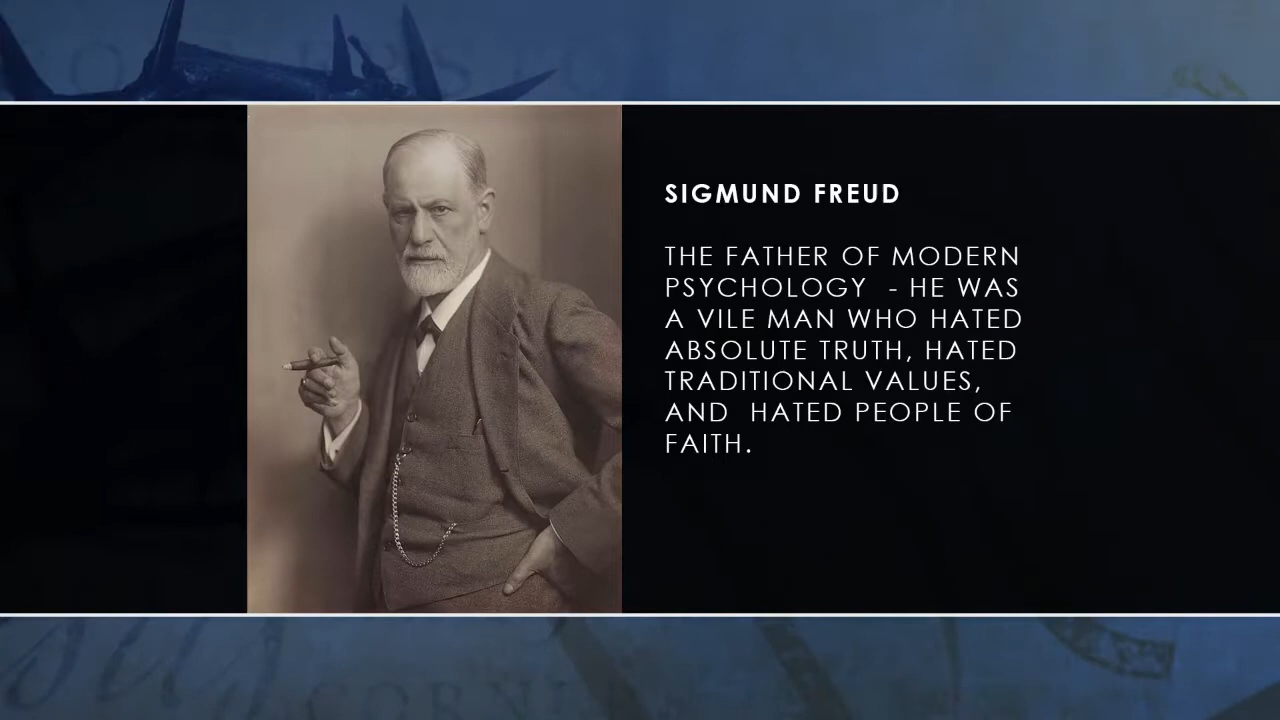 SIGMUND FREUD
THE FATHER OF MODERN
PSYCHOLOGY - HE WAS
A VILE MAN WHO HATED
ABSOLUTE TRUTH, HATED
TRADITIONAL VALUES,
AND HATED PEOPLE OF
FAITH.